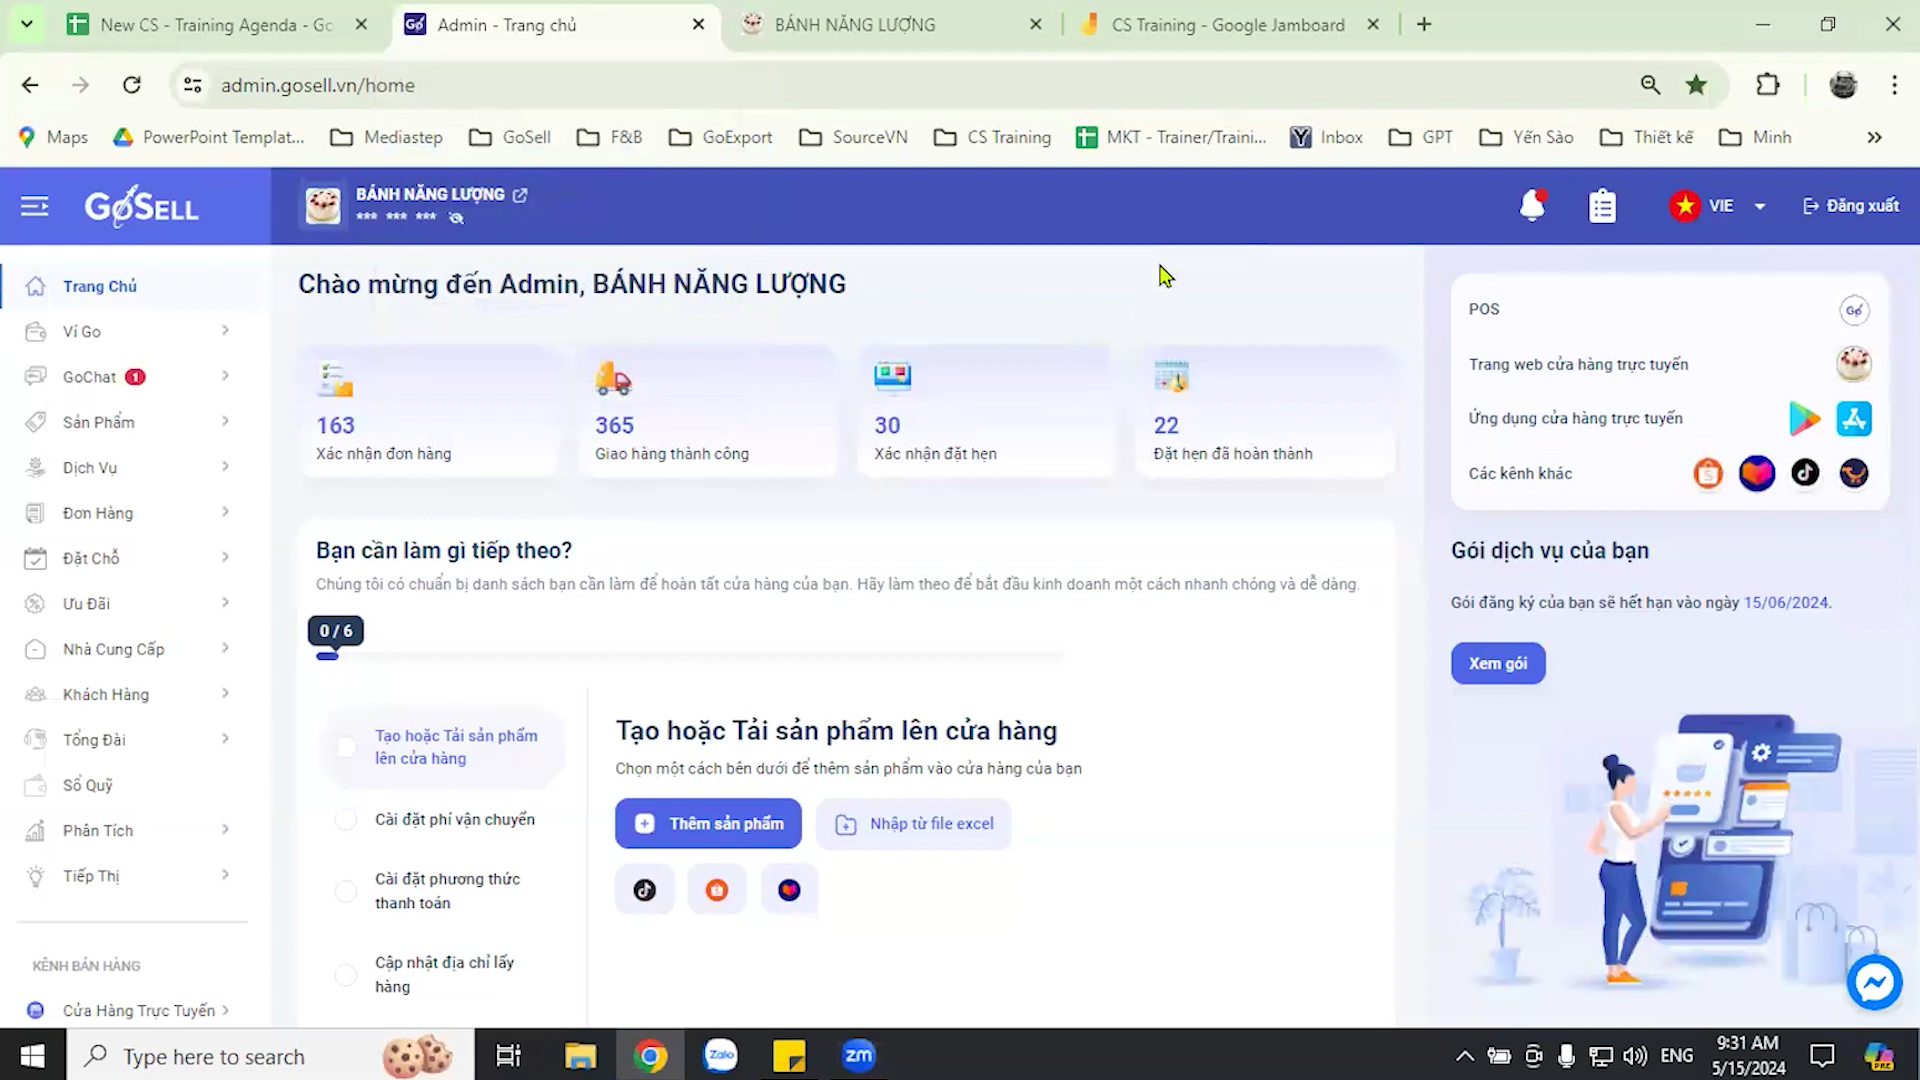 New CS - Training Agenda - Go
Admin - Trang chủ
BÁNH NĂNG LƯỢNG
CS Training - Google Jamboard
admin.gosell.vn/home
Maps
PowerPoint Templat...
Mediastep
GoSell
F&B
GoExport
SourceVN
CS Training
MKT - Trainer/Traini...
Inbox
GPT
Yến Sào
Thiết kế
Minh
GOSELL
BÁNH NĂNG LƯỢNG
*** *** ***
VIE
Đăng xuất
Trang Chủ
Ví Go
GoChat 1
Sản Phẩm
Dịch Vụ
Đơn Hàng
Đặt Chỗ
Ưu Đãi
Nhà Cung Cấp
Khách Hàng
Tổng Đài
Sổ Quỹ
Phân Tích
Tiếp Thị
KÊNH BÁN HÀNG
Cửa Hàng Trực Tuyến
Chào mừng đến Admin, BÁNH NĂNG LƯỢNG
163
Xác nhận đơn hàng
365
Giao hàng thành công
30
Xác nhận đặt hẹn
22
Đặt hẹn đã hoàn thành
Bạn cần làm gì tiếp theo?
Chúng tôi có chuẩn bị danh sách bạn cần làm để hoàn tất cửa hàng của bạn. Hãy làm theo để bắt đầu kinh doanh một cách nhanh chóng và dễ dàng.
0 / 6
Tạo hoặc Tải sản phẩm
lên cửa hàng
Cài đặt phí vận chuyển
Cài đặt phương thức
thanh toán
Cập nhật địa chỉ lấy
hàng
Tạo hoặc Tải sản phẩm lên cửa hàng
Chọn một cách bên dưới để thêm sản phẩm vào cửa hàng của bạn
Thêm sản phẩm
Nhập từ file excel
POS
Trang web cửa hàng trực tuyến
Ứng dụng cửa hàng trực tuyến
Các kênh khác
Gói dịch vụ của bạn
Gói đăng ký của bạn sẽ hết hạn vào ngày 15/06/2024.
Xem gói
Type here to search
Zalo
zm
ENG
9:31 AM
5/15/2024